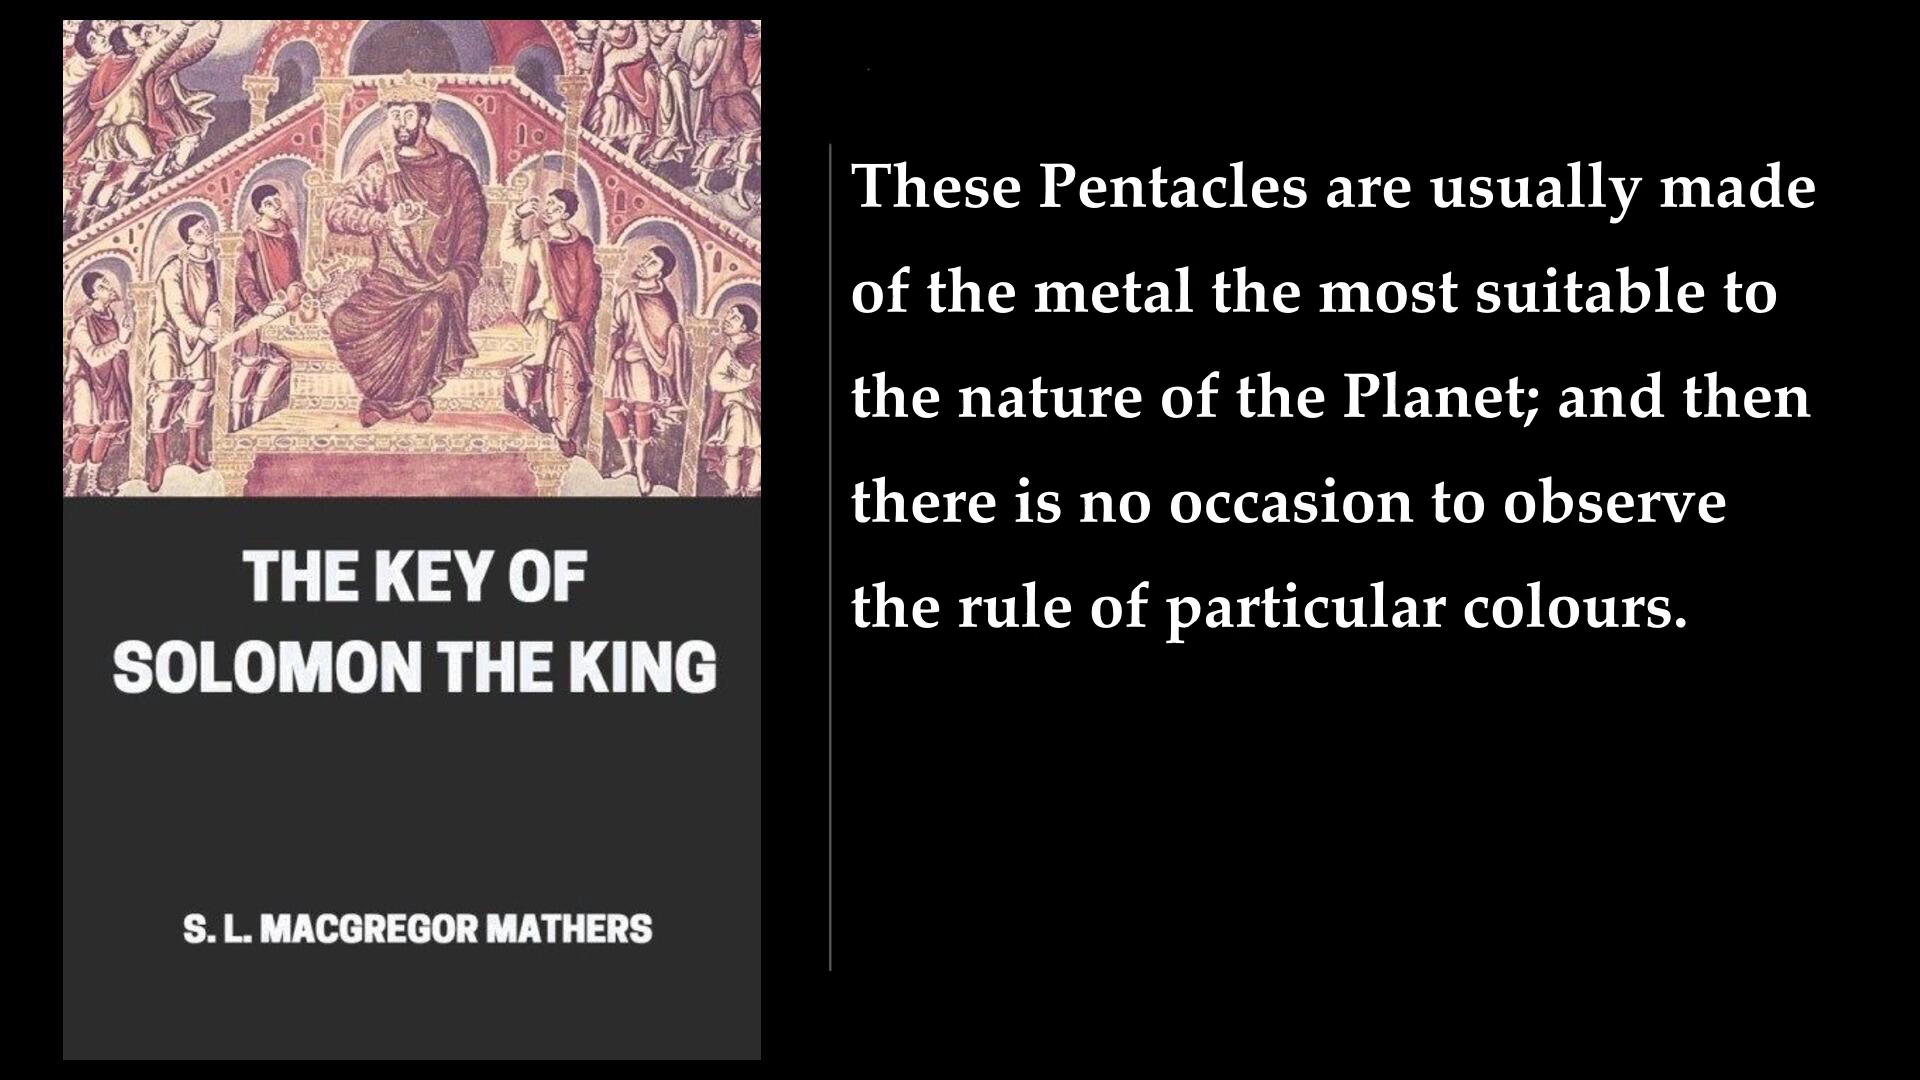 THE KEY OF
SOLOMON THE KING
S. L. MACGREGOR MATHERS
These Pentacles are usually made
of the metal the most suitable to
the nature of the Planet; and then
there is no occasion to observe
the rule of particular colours.